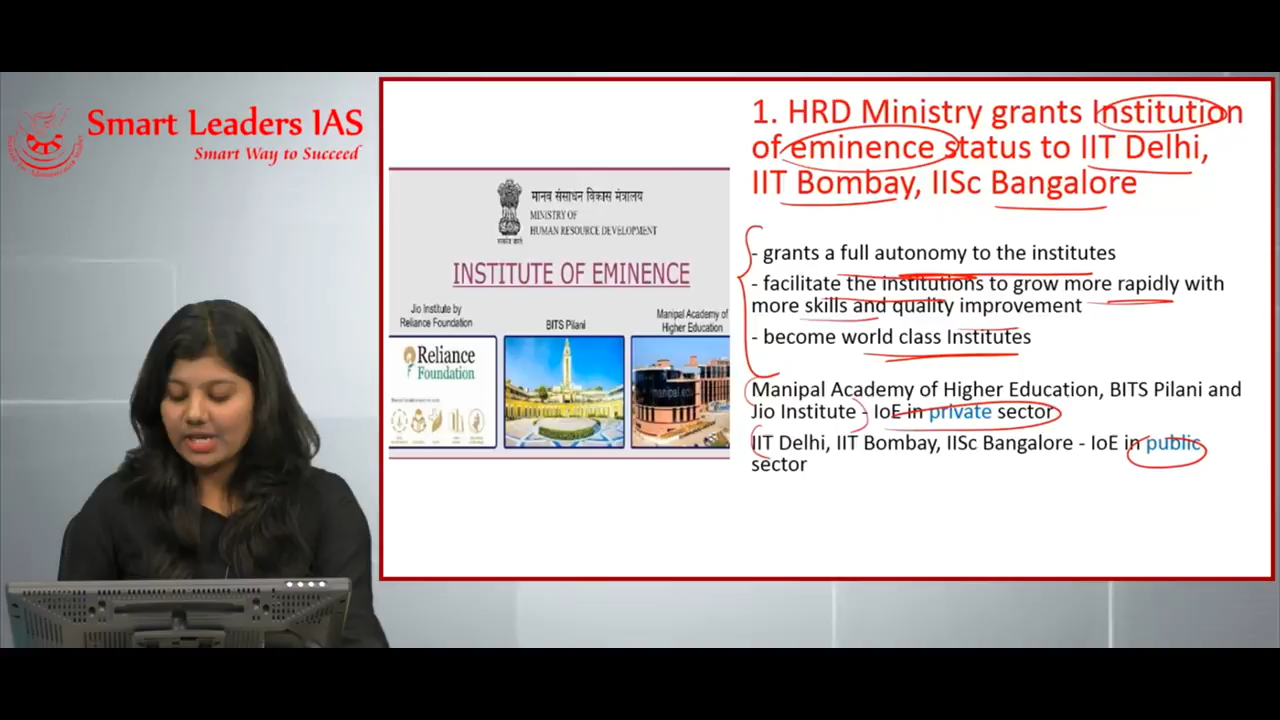 Smart Leaders IAS
Smart Way to Succeed
मानव संसाधन विकास मंत्रालय
MINISTRY OF
HUMAN RESOURCE DEVELOPMENT
INSTITUTE OF EMINENCE
Jio Institute by
Reliance Foundation
BITS Pilani
Manipal Academy of
Higher Education
Reliance
Foundation
1. HRD Ministry grants Institution
of eminence status to IIT Delhi,
IIT Bombay, IISc Bangalore
- grants a full autonomy to the institutes
- facilitate the institutions to grow more rapidly with
more skills and quality improvement
- become world class Institutes
Manipal Academy of Higher Education, BITS Pilani and
Jio Institute - IoE in private sector
IIT Delhi, IIT Bombay, IISc Bangalore - IoE in public
sector